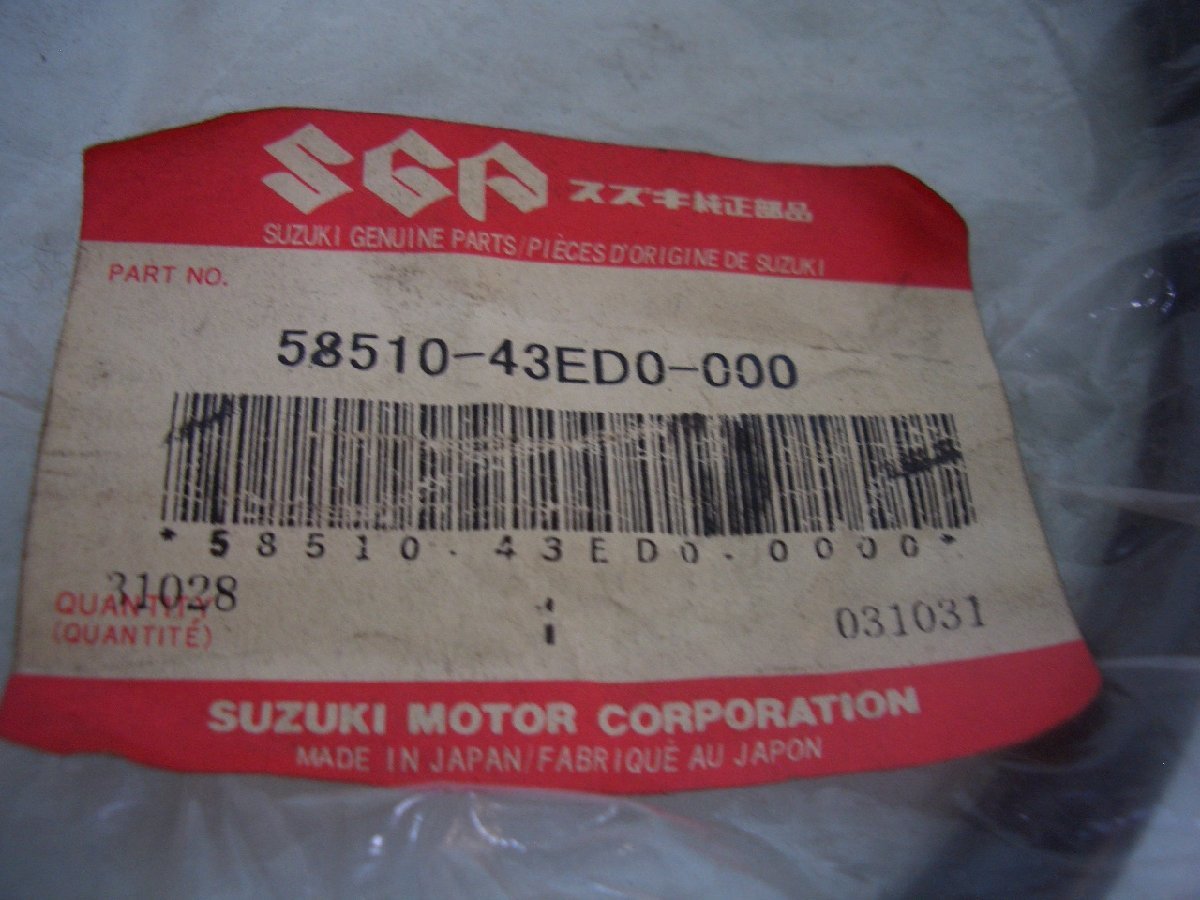 SGP スズキ純正部品
SUZUKI GENUINE PARTS/PIÈCES D'ORIGINE DE SUZUKI
PART NO.
58510-43ED0-000
*58510-43ED0-0000*
31028
QUANTITY
(QUANTITÉ)
1
031031
SUZUKI MOTOR CORPORATION
MADE IN JAPAN/FABRIQUÉ AU JAPON